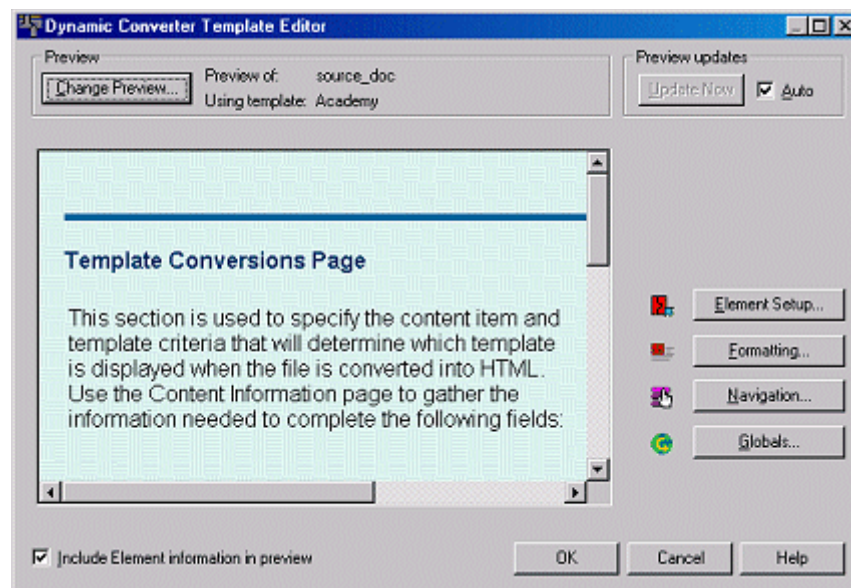 Dynamic Converter Template Editor
Preview
Preview updates
Change Preview...
Preview of: source_doc
Using template: Academy
Update Now
Auto
Template Conversions Page
This section is used to specify the content item and
template criteria that will determine which template
is displayed when the file is converted into HTML.
Use the Content Information page to gather the
information needed to complete the following fields:
Element Setup...
Formatting...
Navigation...
Globals...
Include Element information in preview
OK
Cancel
Help